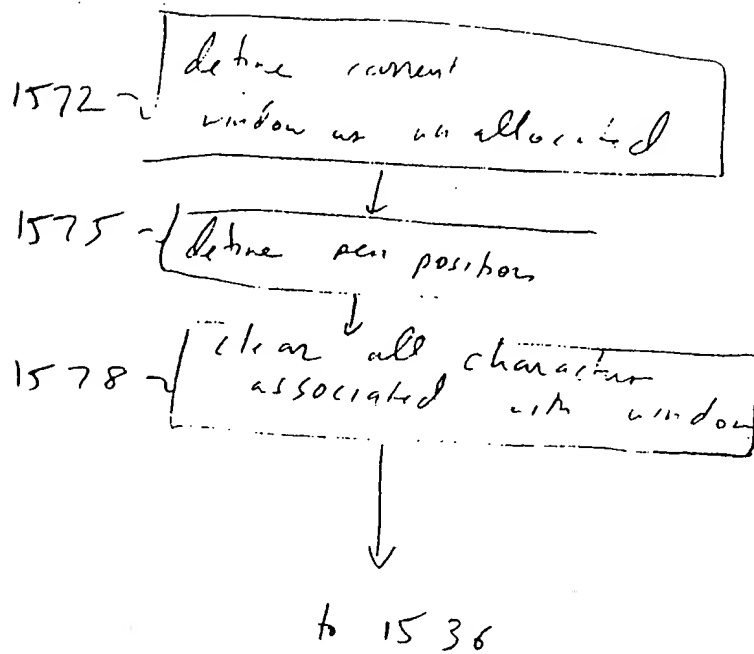 1572
define current
window as unallocated
1575
define pen position
1578
clear all characters
associated with window
to 1536